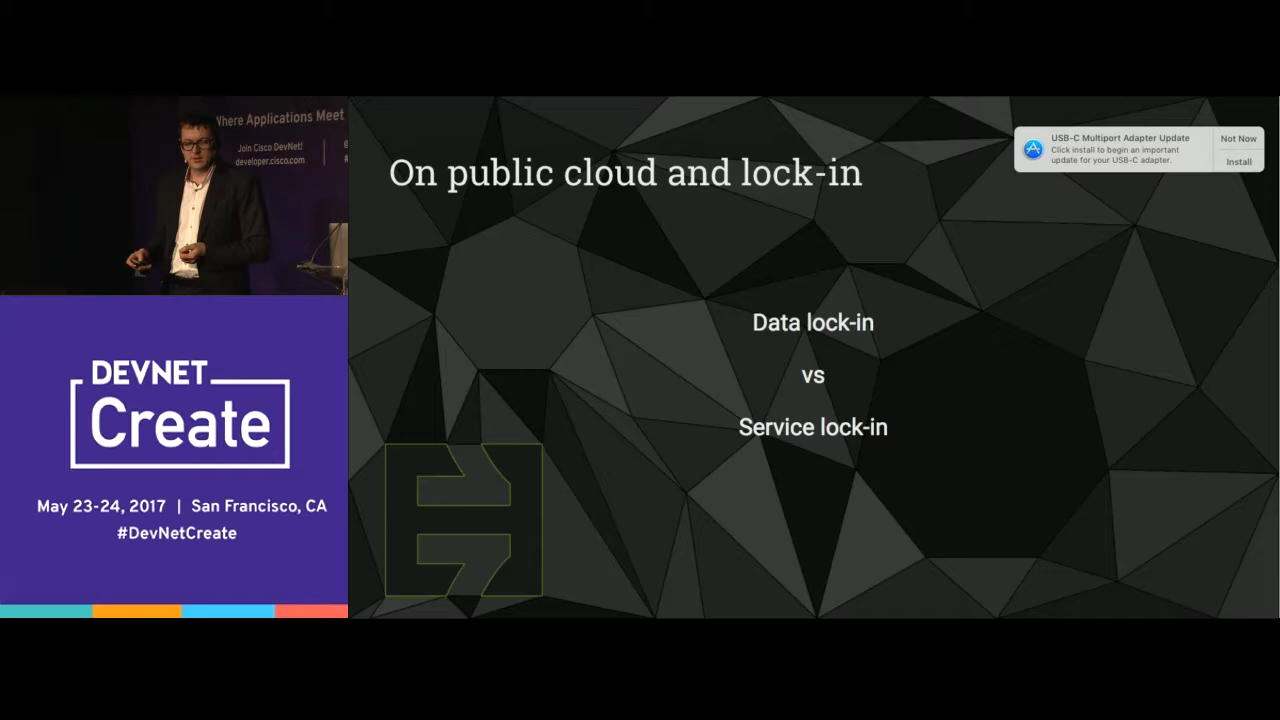 Where Applications Meet
Join Cisco DevNet!
developer.cisco.com
On public cloud and lock-in
USB-C Multiport Adapter Update
Click install to begin an important
update for your USB-C adapter.
Not Now
Install
Data lock-in
vs
Service lock-in
DEVNET
Create
May 23-24, 2017 | San Francisco, CA
#DevNetCreate